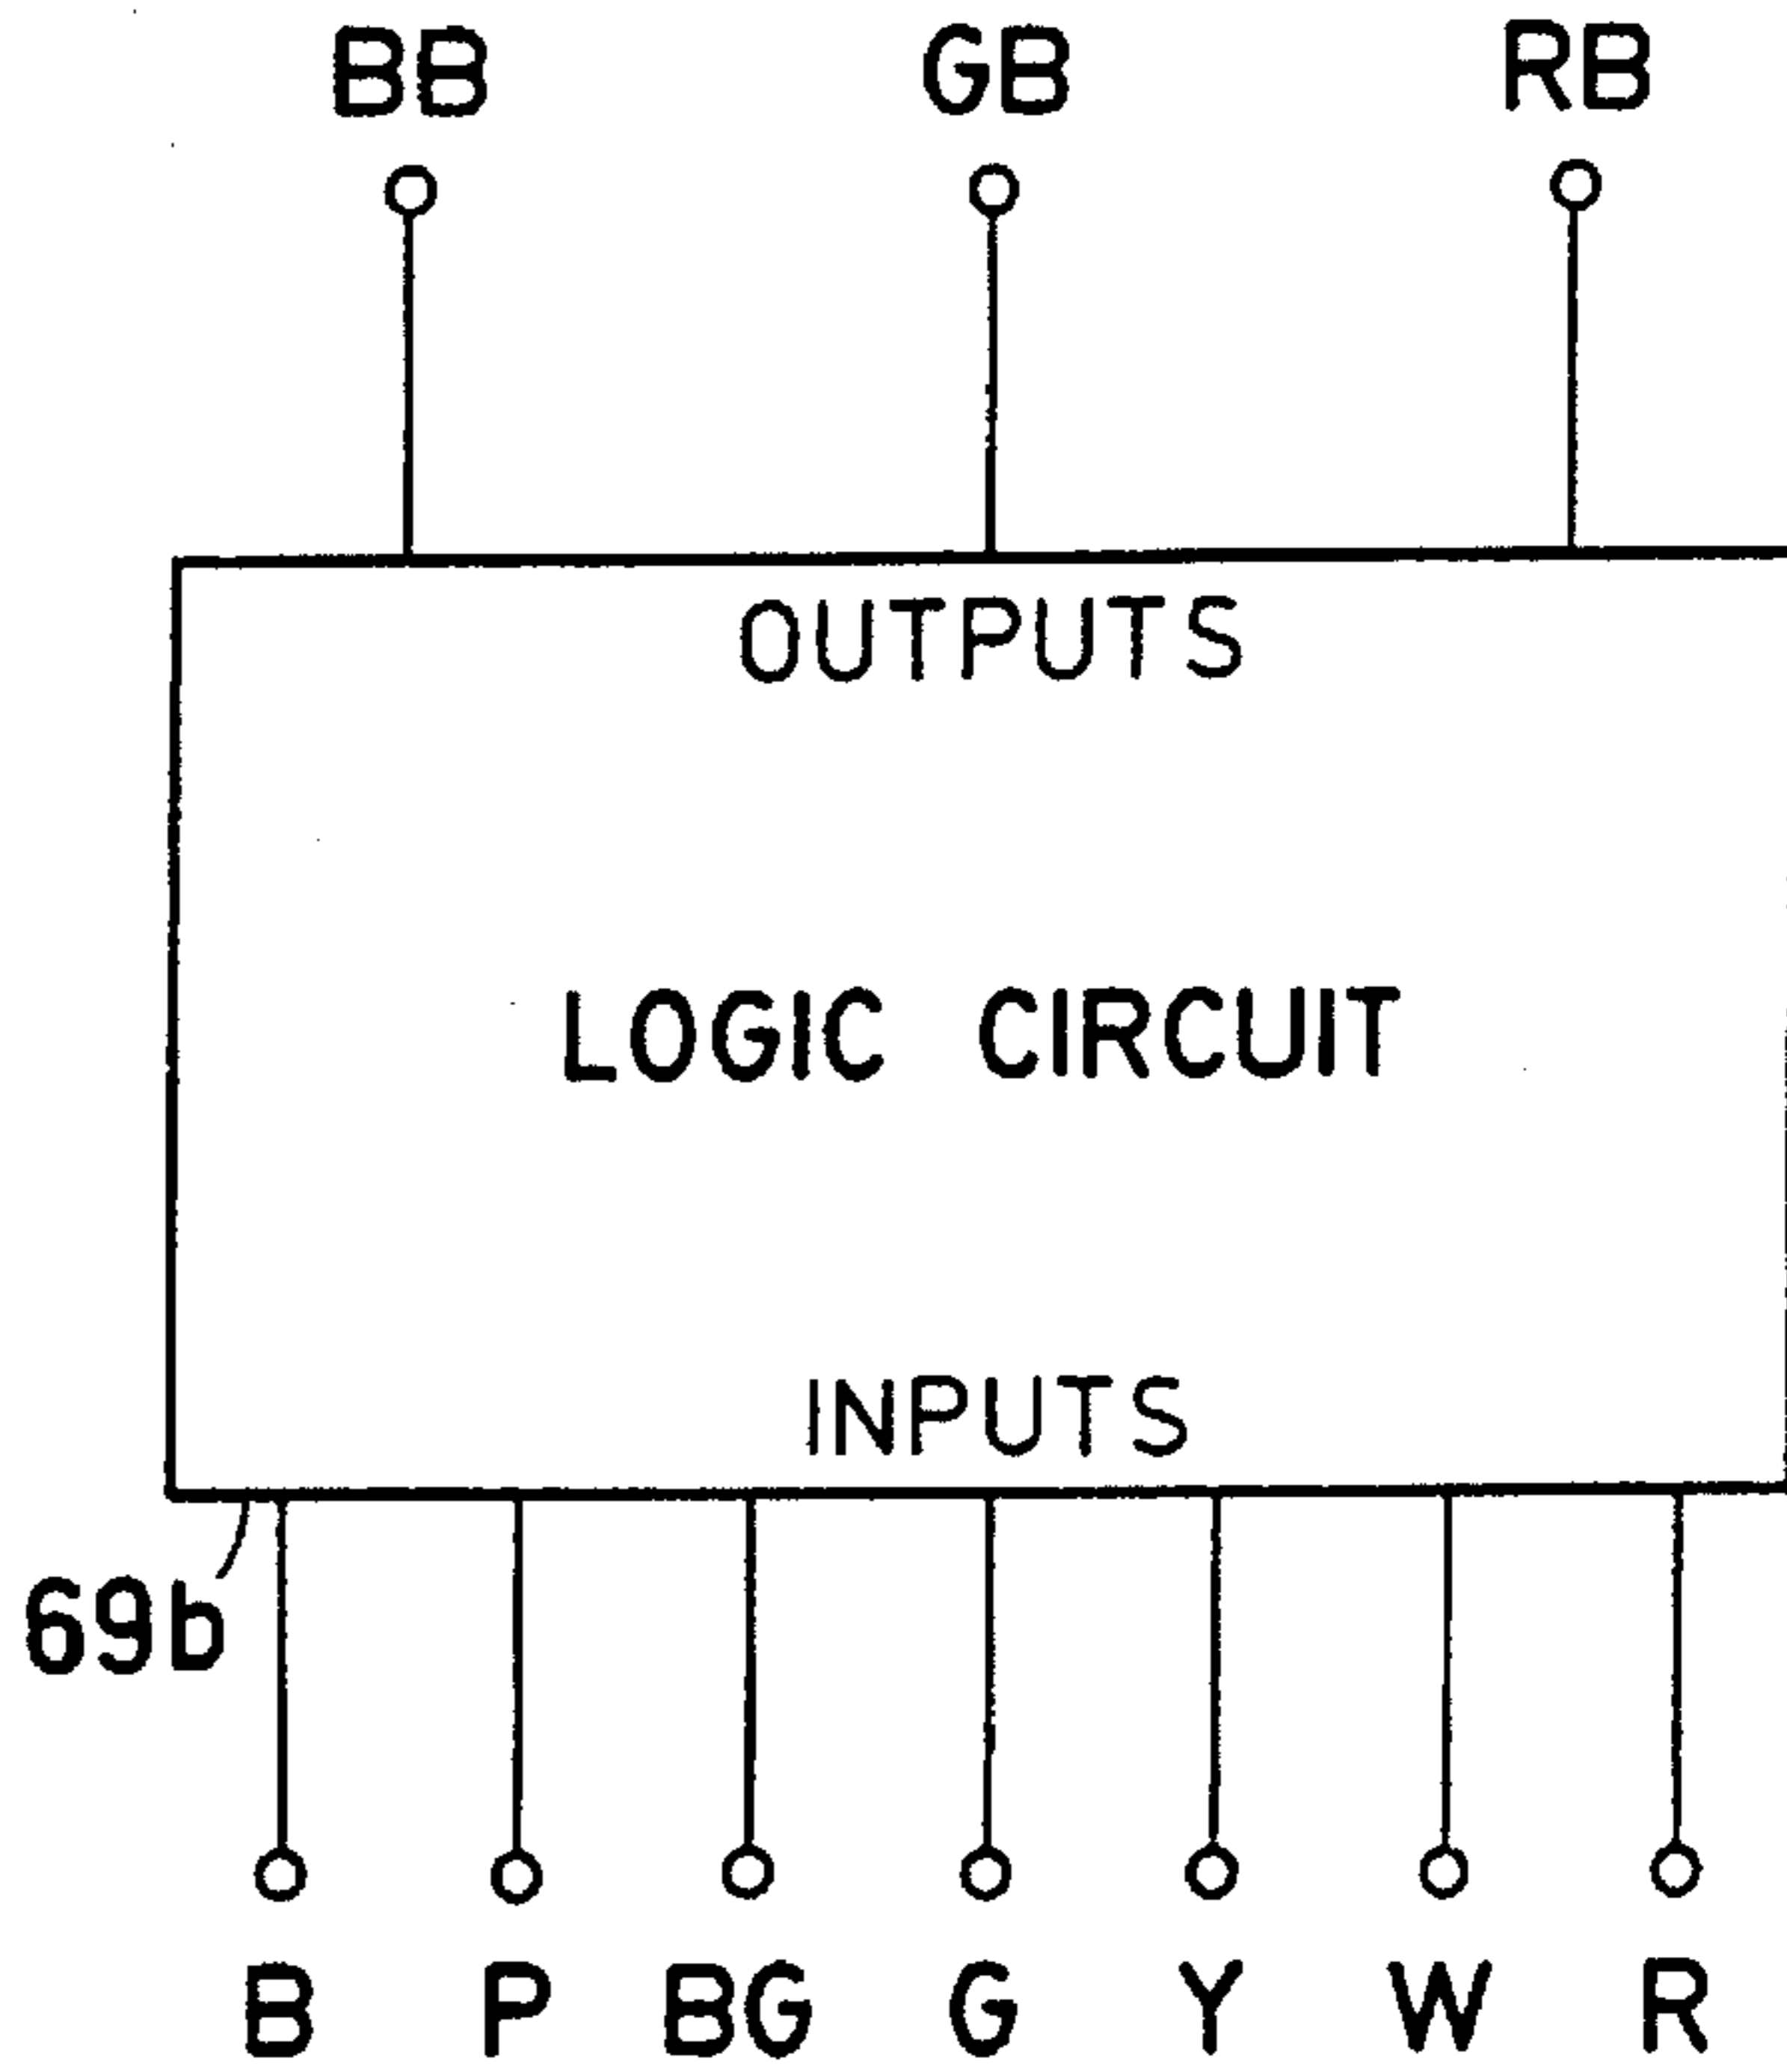 BB GB RB
OUTPUTS
LOGIC CIRCUIT
INPUTS
69b
B P BG G Y W R